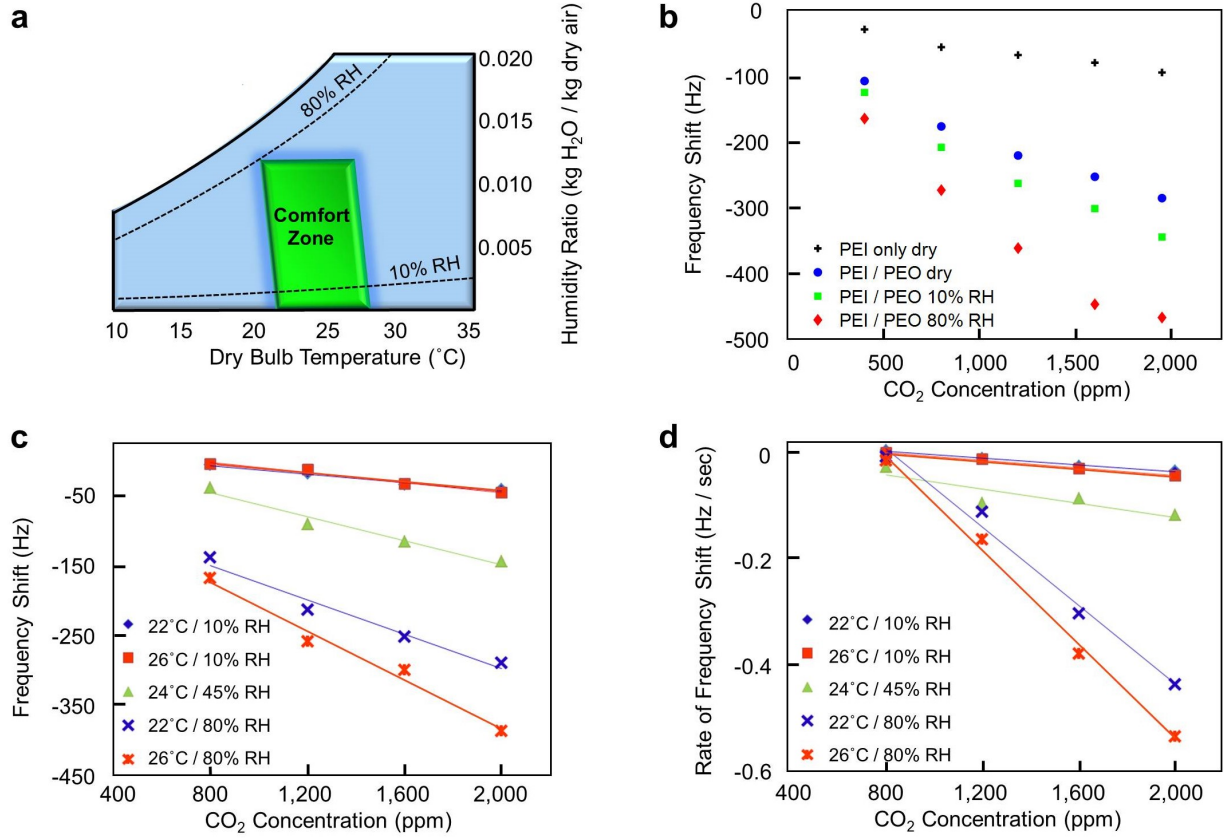 a
80% RH
Comfort
Zone
10% RH
0.020
0.015
0.010
0.005
Humidity Ratio (kg H₂O / kg dry air)
10 15 20 25 30 35
Dry Bulb Temperature (˚C)
b
0
-100
-200
-300
-400
-500
Frequency Shift (Hz)
PEI only dry
PEI / PEO dry
PEI / PEO 10% RH
PEI / PEO 80% RH
0 500 1,000 1,500 2,000
CO₂ Concentration (ppm)
c
-50
-150
-250
-350
-450
Frequency Shift (Hz)
22˚C / 10% RH
26˚C / 10% RH
24˚C / 45% RH
22˚C / 80% RH
26˚C / 80% RH
400 800 1,200 1,600 2,000
CO₂ Concentration (ppm)
d
0
-0.2
-0.4
-0.6
Rate of Frequency Shift (Hz / sec)
22˚C / 10% RH
26˚C / 10% RH
24˚C / 45% RH
22˚C / 80% RH
26˚C / 80% RH
400 800 1,200 1,600 2,000
CO₂ Concentration (ppm)